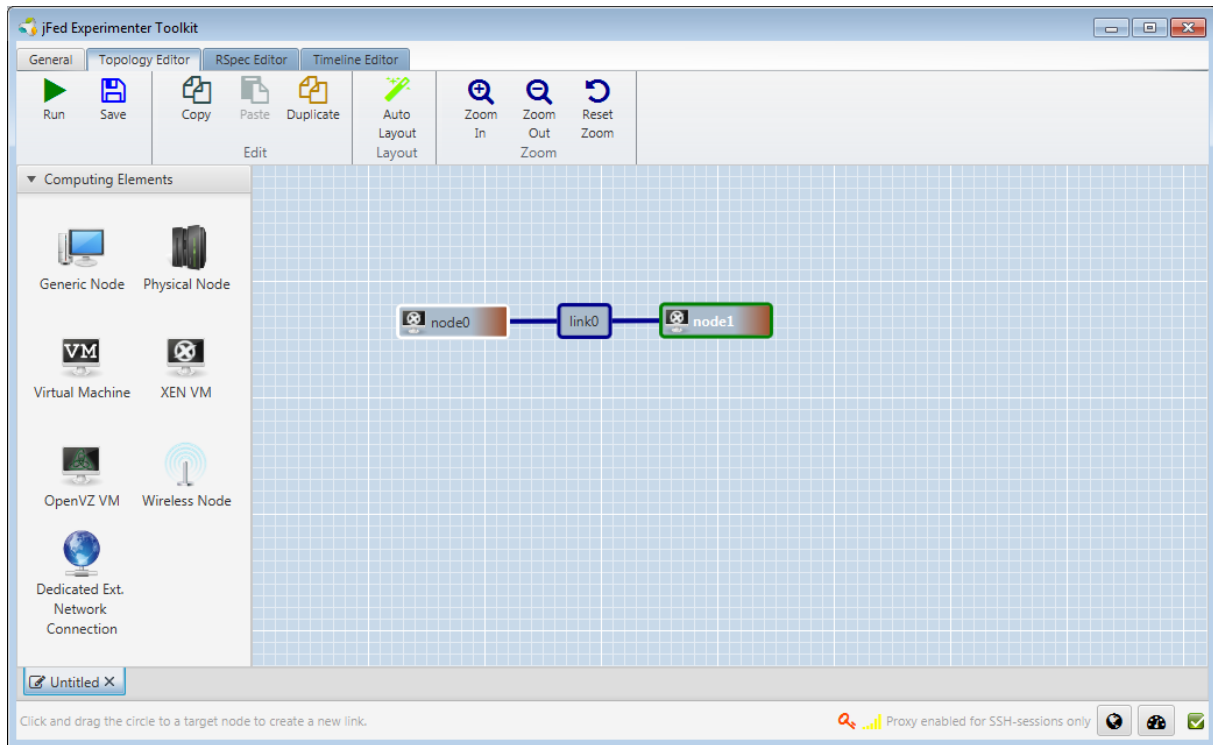 jFed Experimenter Toolkit
General Topology Editor RSpec Editor Timeline Editor
Run Save Copy Paste Duplicate Auto Layout Zoom In Zoom Out Reset Zoom
Edit Layout Zoom
Computing Elements
Generic Node Physical Node
VM
Virtual Machine XEN VM
OpenVZ VM Wireless Node
Dedicated Ext.
Network
Connection
node0 link0 node1
Untitled
Click and drag the circle to a target node to create a new link.
Proxy enabled for SSH-sessions only